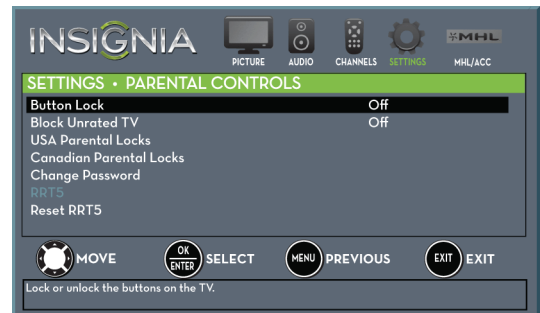 INSIGNIA
PICTURE AUDIO CHANNELS SETTINGS MHL MHL/ACC
SETTINGS • PARENTAL CONTROLS
Button Lock Off
Block Unrated TV Off
USA Parental Locks
Canadian Parental Locks
Change Password
RRT5
Reset RRT5
MOVE OK ENTER SELECT MENU PREVIOUS EXIT EXIT
Lock or unlock the buttons on the TV.